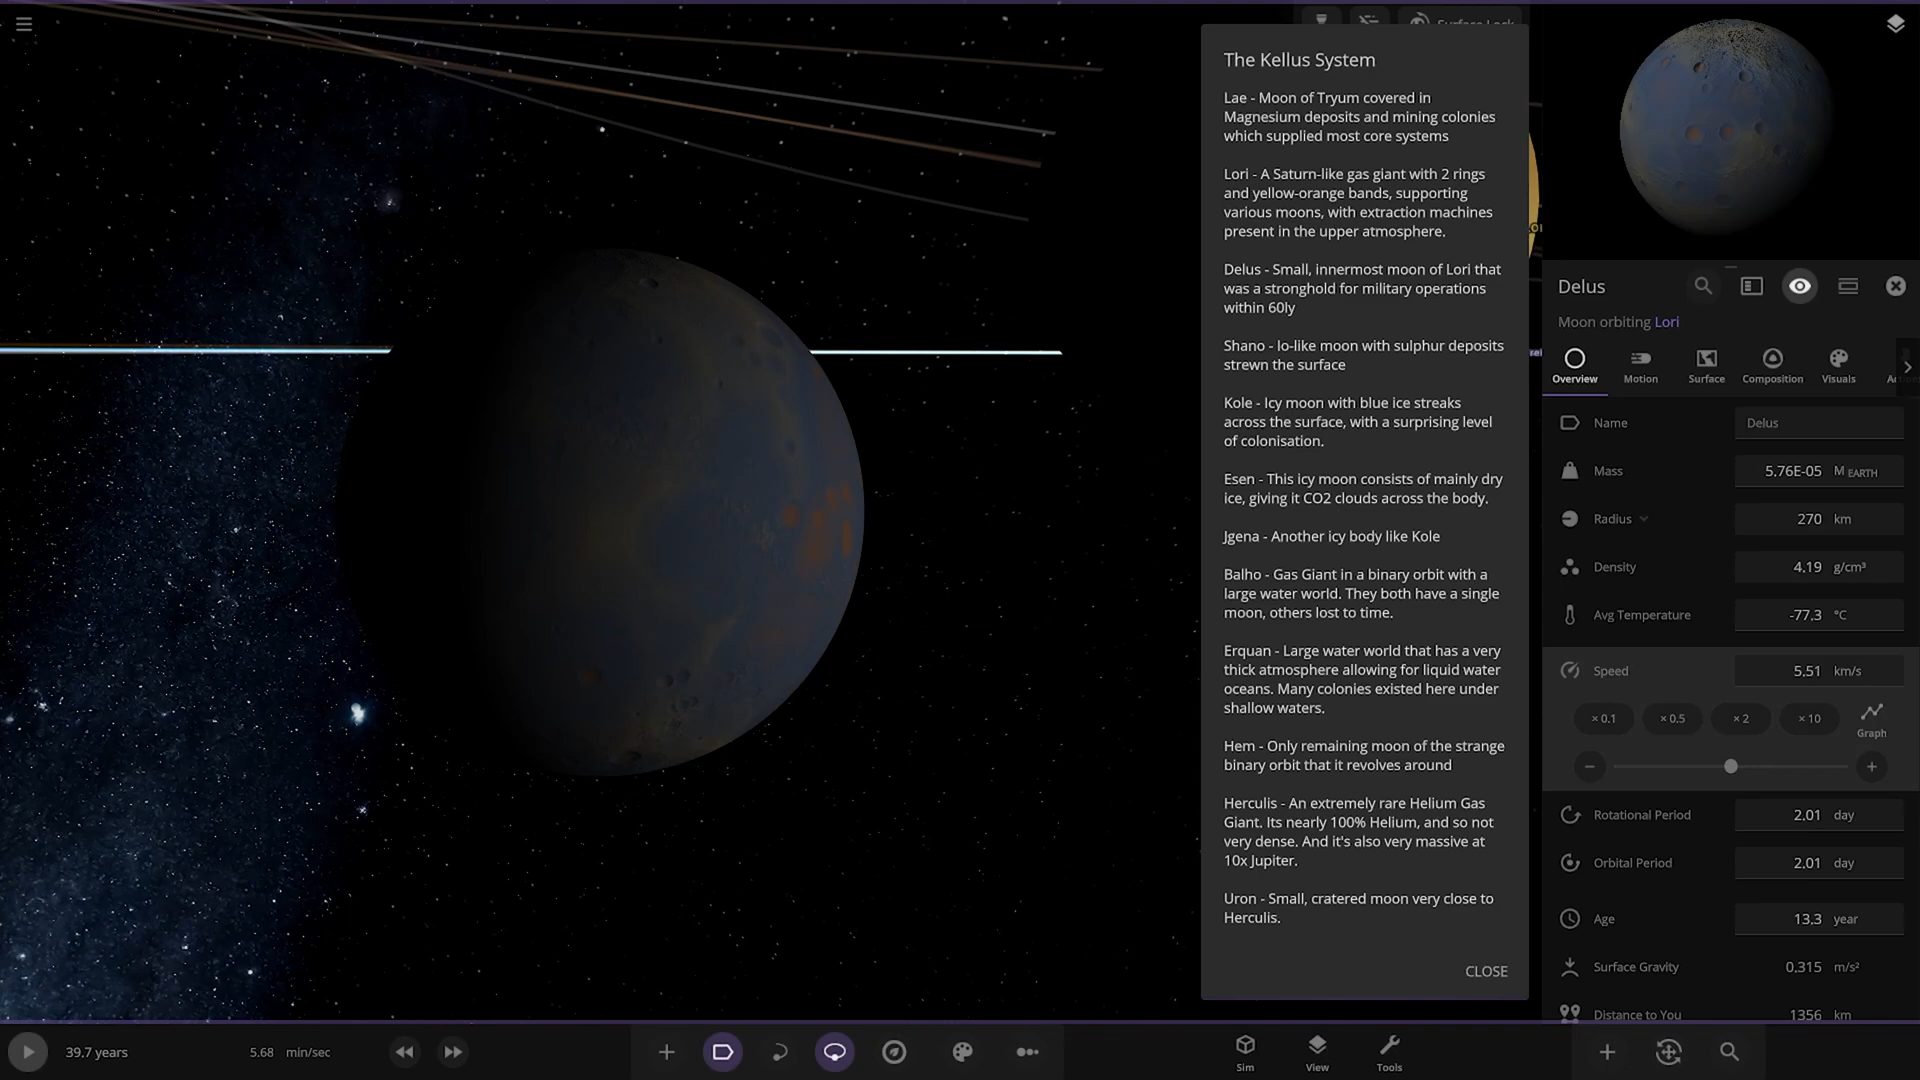 Surface Lock
The Kellus System
Lae - Moon of Tryum covered in
Magnesium deposits and mining colonies
which supplied most core systems
Lori - A Saturn-like gas giant with 2 rings
and yellow-orange bands, supporting
various moons, with extraction machines
present in the upper atmosphere.
Delus - Small, innermost moon of Lori that
was a stronghold for military operations
within 60ly
Shano - Io-like moon with sulphur deposits
strewn the surface
Kole - Icy moon with blue ice streaks
across the surface, with a surprising level
of colonisation.
Esen - This icy moon consists of mainly dry
ice, giving it CO2 clouds across the body.
Jgena - Another icy body like Kole
Balho - Gas Giant in a binary orbit with a
large water world. They both have a single
moon, others lost to time.
Erquan - Large water world that has a very
thick atmosphere allowing for liquid water
oceans. Many colonies existed here under
shallow waters.
Hem - Only remaining moon of the strange
binary orbit that it revolves around
Herculis - An extremely rare Helium Gas
Giant. Its nearly 100% Helium, and so not
very dense. And it's also very massive at
10x Jupiter.
Uron - Small, cratered moon very close to
Herculis.
CLOSE
Delus
Moon orbiting Lori
Overview Motion Surface Composition Visuals
Name Delus
Mass 5.76E-05 M EARTH
Radius 270 km
Density 4.19 g/cm³
Avg Temperature -77.3 °C
Speed 5.51 km/s
× 0.1 × 0.5 × 2 × 10 Graph
Rotational Period 2.01 day
Orbital Period 2.01 day
Age 13.3 year
Surface Gravity 0.315 m/s²
Distance to You 1356 km
39.7 years 5.68 min/sec
Sim View Tools